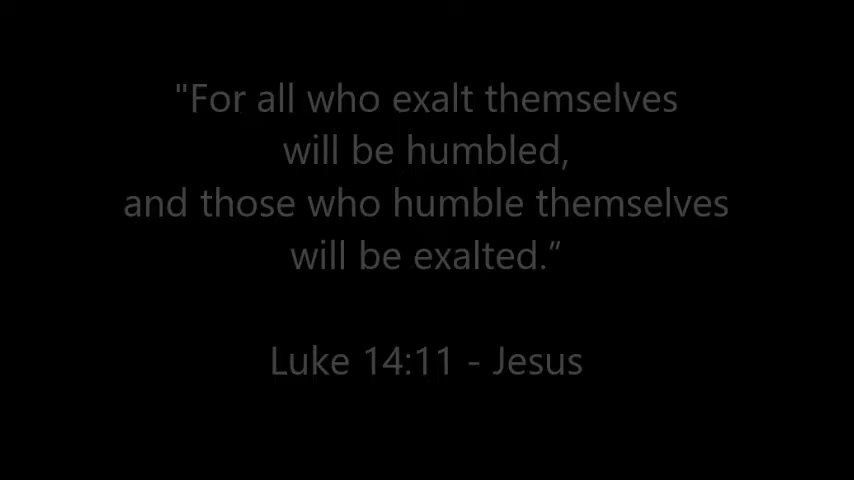 "For all who exalt themselves
will be humbled,
and those who humble themselves
will be exalted.”
Luke 14:11 - Jesus